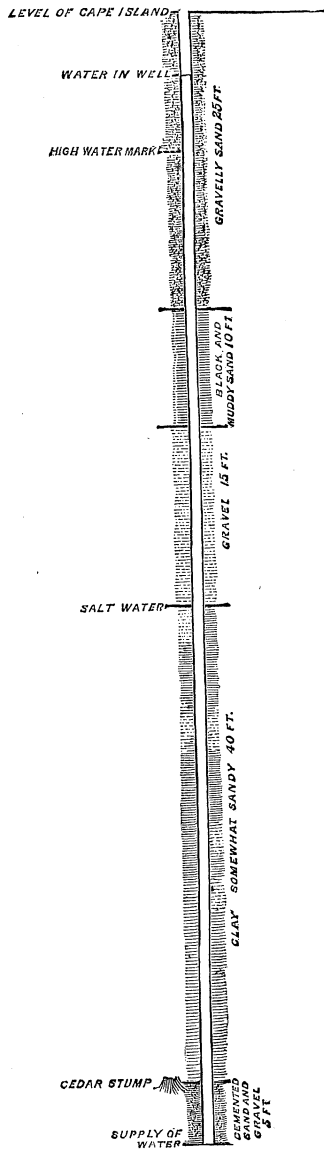 LEVEL OF CAPE ISLAND
WATER IN WELL
HIGH WATER MARK
GRAVELLY SAND 25 FT.
BLACK AND
MUDDY SAND 10 FT
GRAVEL 15 FT.
SALT WATER
CLAY SOMEWHAT SANDY 40 FT.
CEDAR STUMP
CEMENTED
SAND AND
GRAVEL
5 FT
SUPPLY OF
WATER